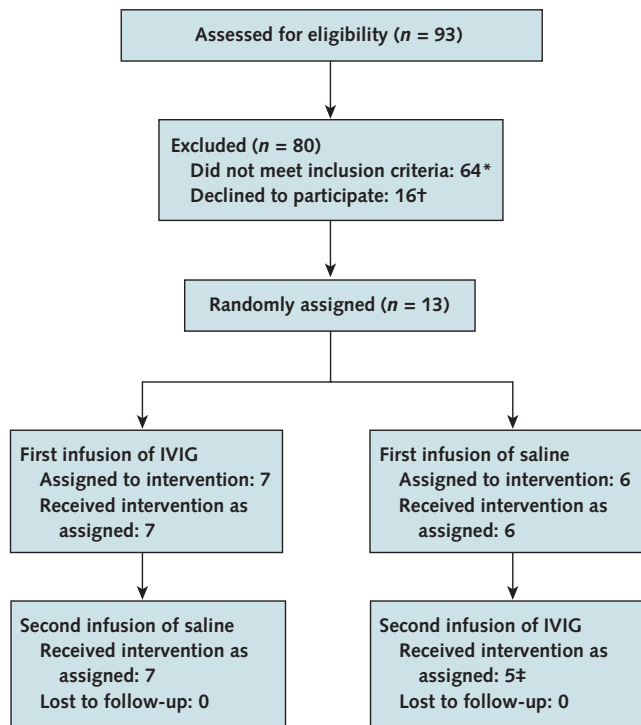 Assessed for eligibility (n = 93)
Excluded (n = 80)
Did not meet inclusion criteria: 64*
Declined to participate: 16†
Randomly assigned (n = 13)
First infusion of IVIG
Assigned to intervention: 7
Received intervention as
assigned: 7
First infusion of saline
Assigned to intervention: 6
Received intervention as
assigned: 6
Second infusion of saline
Received intervention as
assigned: 7
Lost to follow-up: 0
Second infusion of IVIG
Received intervention as
assigned: 5‡
Lost to follow-up: 0